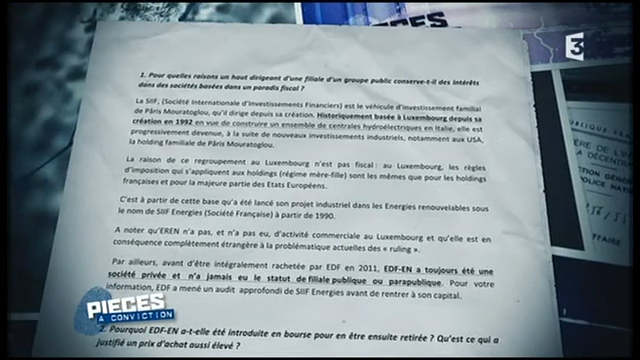 PIECES
3
1. Pour quelles raisons un haut dirigeant d'une filiale d'un groupe public conserve-t-il des intérêts
dans des sociétés basées dans un paradis fiscal ?
La SIIF, (Société Internationale d'Investissements Financiers) est le véhicule d'investissement familial
de Pâris Mouratoglou, qu'il dirige depuis sa création. Historiquement basée à Luxembourg depuis sa
création en 1992 en vue de construire un ensemble de centrales hydroélectriques en Italie, elle est
progressivement devenue, à la suite de nouveaux investissements industriels, notamment aux USA,
la holding familiale de Pâris Mouratoglou.
La raison de ce regroupement au Luxembourg n'est pas fiscal : au Luxembourg, les règles
d'imposition qui s'appliquent aux holdings (régime mère-fille) sont les mêmes que pour les holdings
françaises et pour la majeure partie des Etats Européens.
C'est à partir de cette base qu'a été lancé son projet industriel dans les Energies renouvelables sous
le nom de SIIF Energies (Société Française) à partir de 1990.
A noter qu'EREN n'a pas, et n'a pas eu, d'activité commerciale au Luxembourg et qu'elle est en
conséquence complètement étrangère à la problématique actuelles des « ruling ».
Par ailleurs, avant d'être intégralement rachetée par EDF en 2011, EDF-EN a toujours été une
société privée et n'a jamais eu le statut de filiale publique ou parapublique. Pour votre
information, EDF a mené un audit approfondi de SIIF Energies avant de rentrer à son capital.
2. Pourquoi EDF-EN a-t-elle été introduite en bourse pour en être ensuite retirée ? Qu'est ce qui a
justifié un prix d'achat aussi élevé ?
PIECES
A CONVICTION